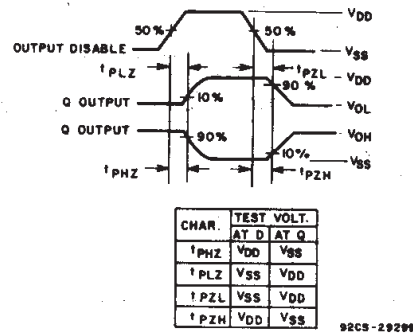 VDD
50%
50%
OUTPUT DISABLE
VSS
tPLZ
tPZL
VDD
90%
10%
Q OUTPUT
VOL
Q OUTPUT
VOH
90%
10%
VSS
tPHZ
tPZH
CHAR. TEST VOLT.
AT D AT Q
tPHZ VDD VSS
tPLZ VSS VDD
tPZL VSS VDD
tPZH VDD VSS
92CS-29291